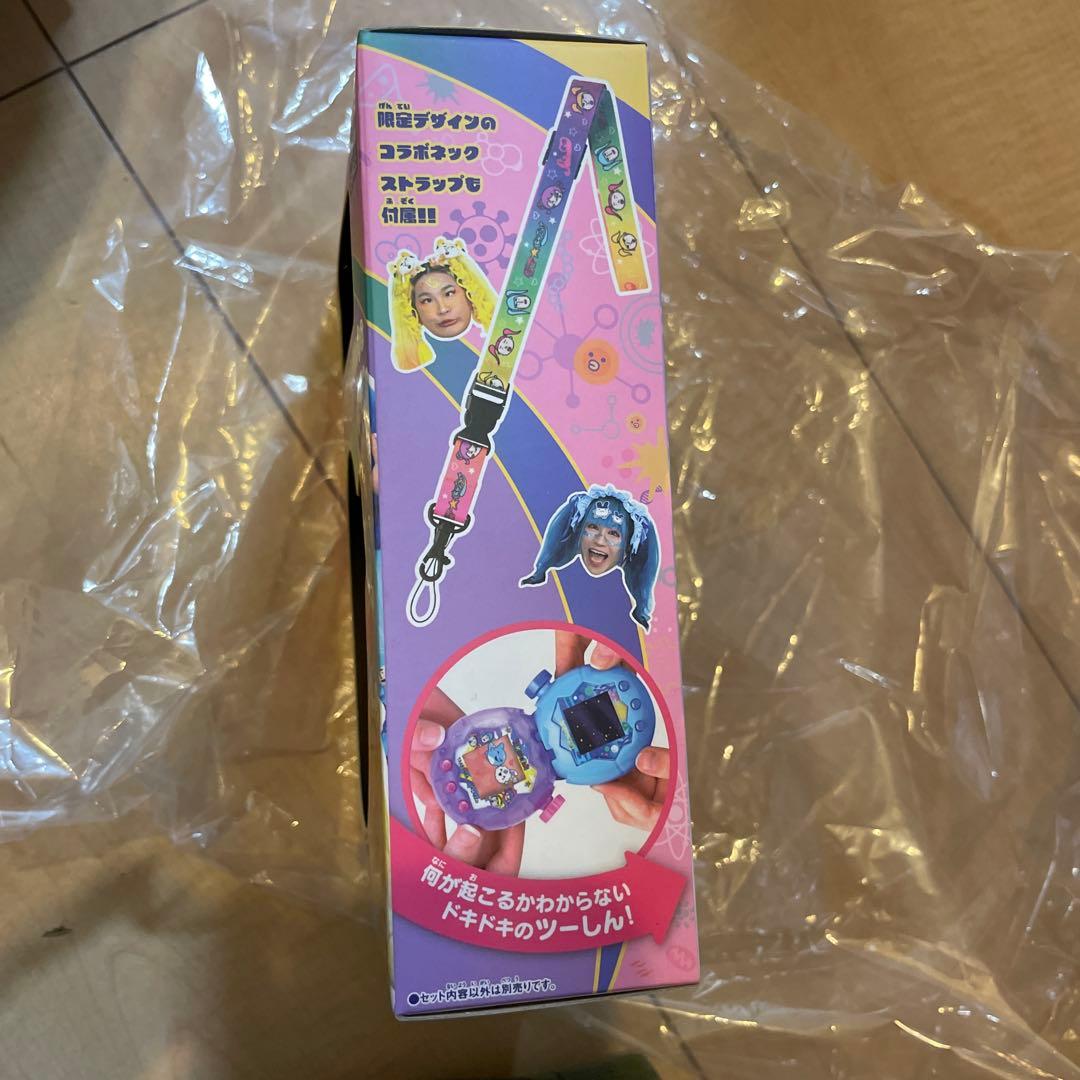 限定デザインの
コラボネック
ストラップも
付属!!
何が起こるかわからない
ドキドキのツーしん!
●セット内容以外は別売りです。